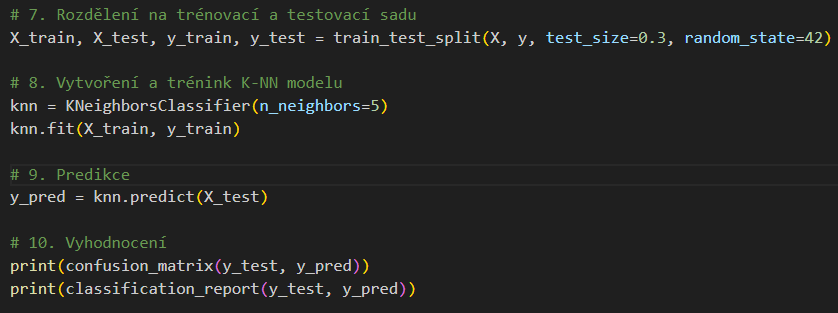 # 7. Rozdělení na trénovací a testovací sadu
X_train, X_test, y_train, y_test = train_test_split(X, y, test_size=0.3, random_state=42)
# 8. Vytvoření a trénink K-NN modelu
knn = KNeighborsClassifier(n_neighbors=5)
knn.fit(X_train, y_train)
# 9. Predikce
y_pred = knn.predict(X_test)
# 10. Vyhodnocení
print(confusion_matrix(y_test, y_pred))
print(classification_report(y_test, y_pred))